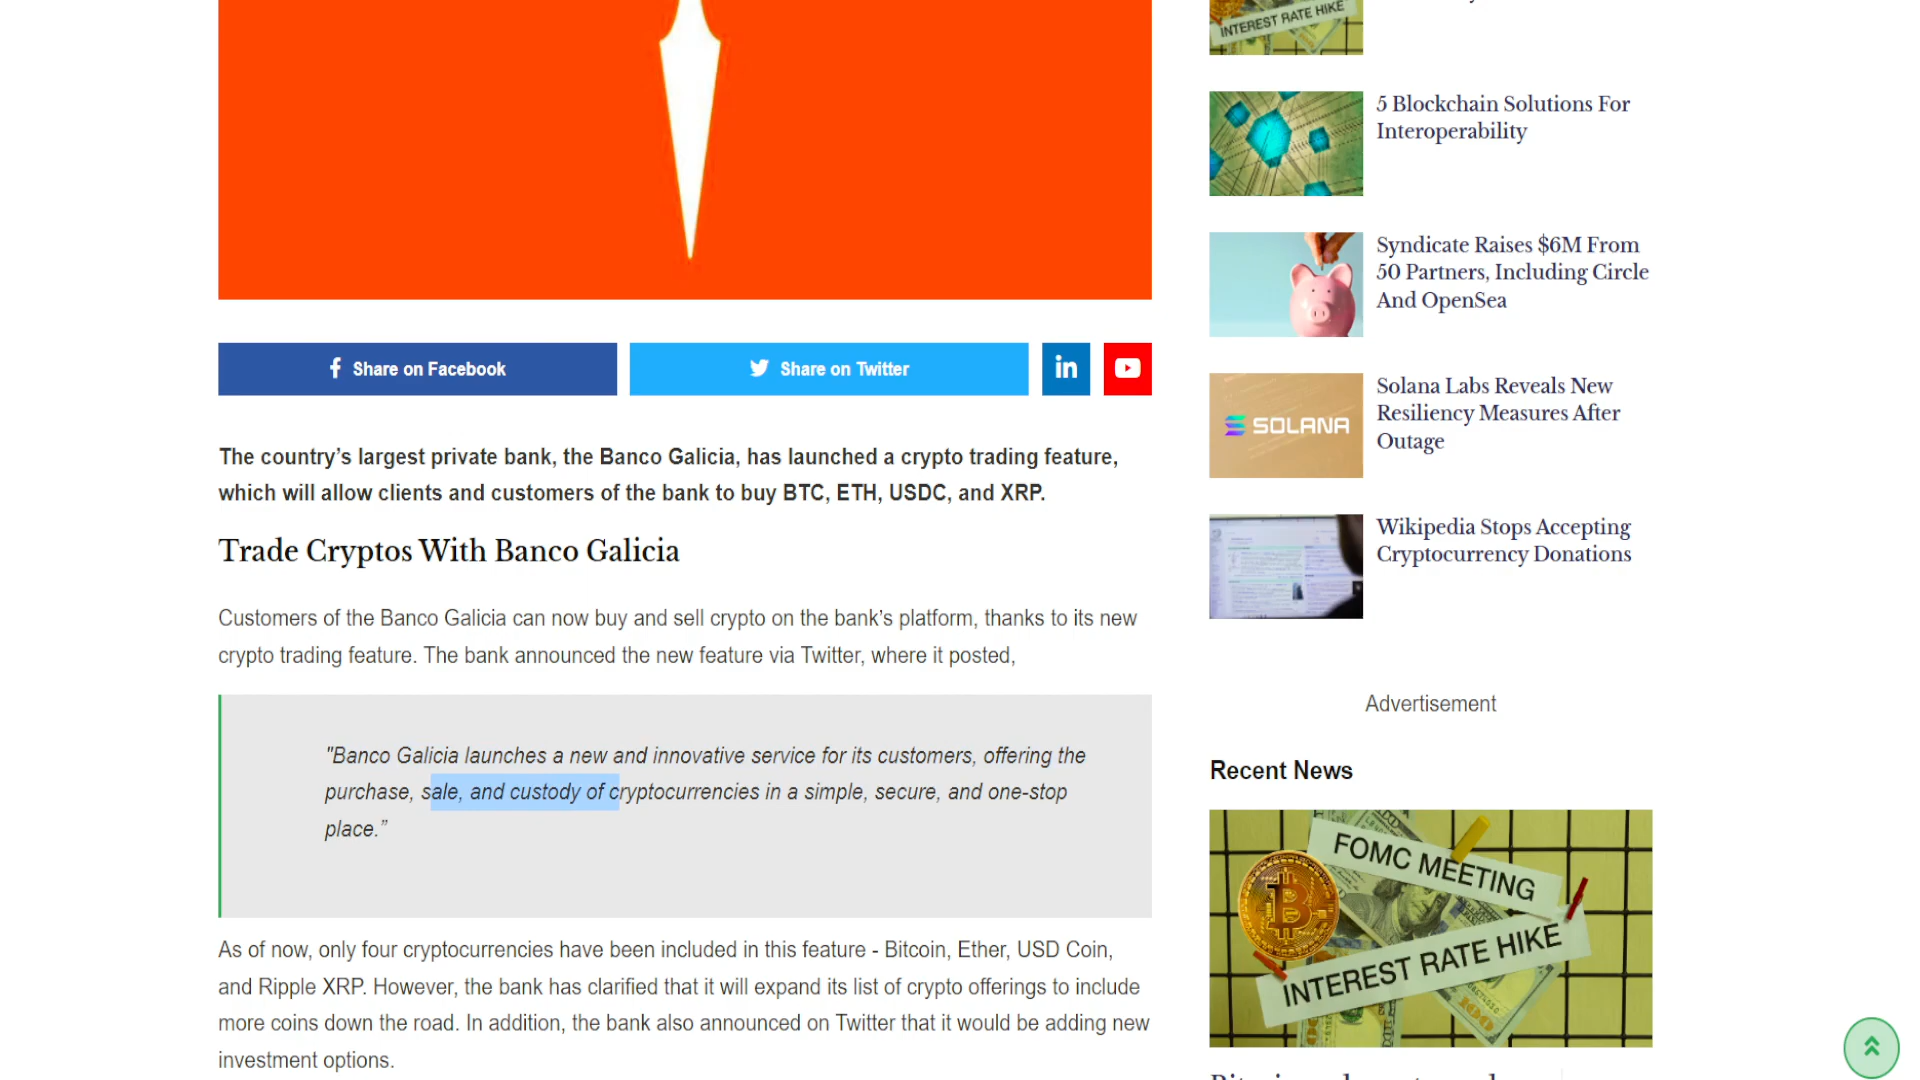 INTEREST RATE HIKE
5 Blockchain Solutions For
Interoperability
Syndicate Raises $6M From
50 Partners, Including Circle
And OpenSea
SOLANA
Solana Labs Reveals New
Resiliency Measures After
Outage
Wikipedia Stops Accepting
Cryptocurrency Donations
Share on Facebook
Share on Twitter
in
The country’s largest private bank, the Banco Galicia, has launched a crypto trading feature,
which will allow clients and customers of the bank to buy BTC, ETH, USDC, and XRP.
Trade Cryptos With Banco Galicia
Customers of the Banco Galicia can now buy and sell crypto on the bank’s platform, thanks to its new
crypto trading feature. The bank announced the new feature via Twitter, where it posted,
"Banco Galicia launches a new and innovative service for its customers, offering the
purchase, sale, and custody of cryptocurrencies in a simple, secure, and one-stop
place.”
As of now, only four cryptocurrencies have been included in this feature - Bitcoin, Ether, USD Coin,
and Ripple XRP. However, the bank has clarified that it will expand its list of crypto offerings to include
more coins down the road. In addition, the bank also announced on Twitter that it would be adding new
investment options.
Advertisement
Recent News
FOMC MEETING
INTEREST RATE HIKE
100